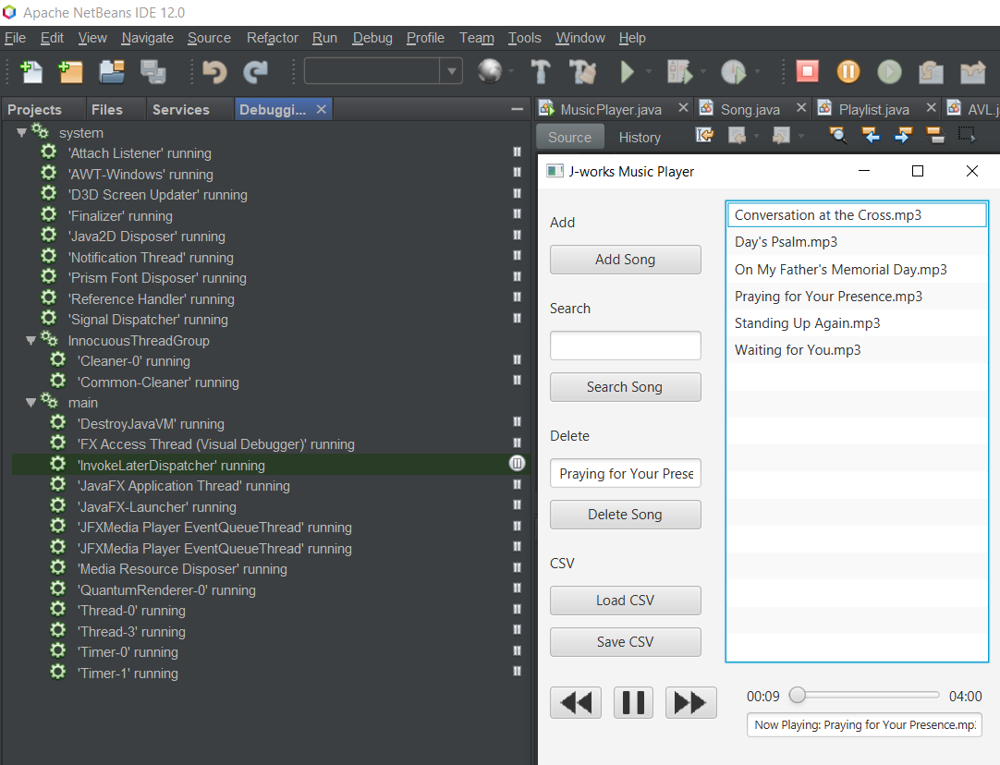 Apache NetBeans IDE 12.0
File Edit View Navigate Source Refactor Run Debug Profile Team Tools Window Help
Projects Files Services Debuggi...
system
'Attach Listener' running
'AWT-Windows' running
'D3D Screen Updater' running
'Finalizer' running
'Java2D Disposer' running
'Notification Thread' running
'Prism Font Disposer' running
'Reference Handler' running
'Signal Dispatcher' running
InnocuousThreadGroup
'Cleaner-0' running
'Common-Cleaner' running
main
'DestroyJavaVM' running
'FX Access Thread (Visual Debugger)' running
'InvokeLaterDispatcher' running
'JavaFX Application Thread' running
'JavaFX-Launcher' running
'JFXMedia Player EventQueueThread' running
'JFXMedia Player EventQueueThread' running
'Media Resource Disposer' running
'QuantumRenderer-0' running
'Thread-0' running
'Thread-3' running
'Timer-0' running
'Timer-1' running
MusicPlayer.java Song.java Playlist.java AVL.j
Source History
J-works Music Player
Add
Add Song
Search
Search Song
Delete
Praying for Your Prese
Delete Song
CSV
Load CSV
Save CSV
Conversation at the Cross.mp3
Day's Psalm.mp3
On My Father's Memorial Day.mp3
Praying for Your Presence.mp3
Standing Up Again.mp3
Waiting for You.mp3
00:09 04:00
Now Playing: Praying for Your Presence.mp3